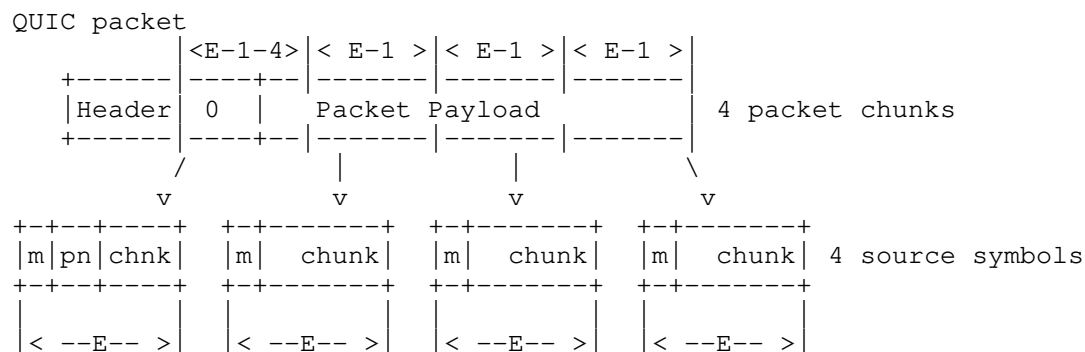 QUIC packet
             |<E-1-4>|< E-1 >|< E-1 >|< E-1 >|
    +------|----+--|-------|-------|-------|
    |Header|  0  |   Packet Payload        |  4 packet chunks
    +------|----+--|-------|-------|-------|
          /         |          |          \
         v          v          v           v
+-+--+----+  +-+-------+  +-+-------+  +-+-------+
|m|pn|chnk|  |m|  chunk|  |m|  chunk|  |m|  chunk|  4 source symbols
+-+--+----+  +-+-------+  +-+-------+  +-+-------+
|         |  |         |  |         |  |         |
|< --E-- >|  |< --E-- >|  |< --E-- >|  |< --E-- >|